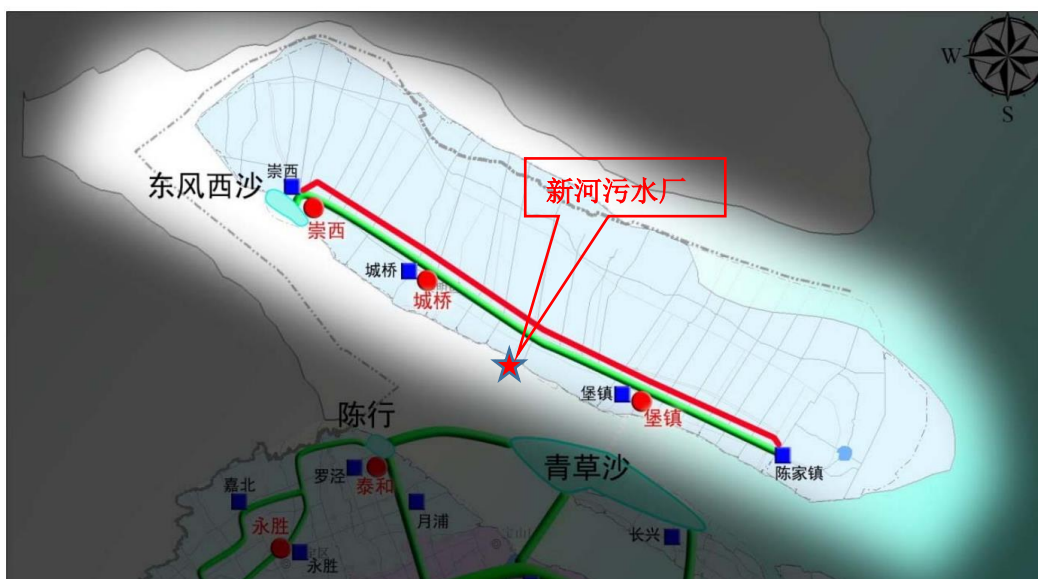 W
S
崇西
东风西沙
新河污水厂
崇西
城桥
城桥
堡镇
堡镇
陈行
陈家镇
青草沙
罗泾
泰和
嘉北
月浦
永胜
长兴
永胜